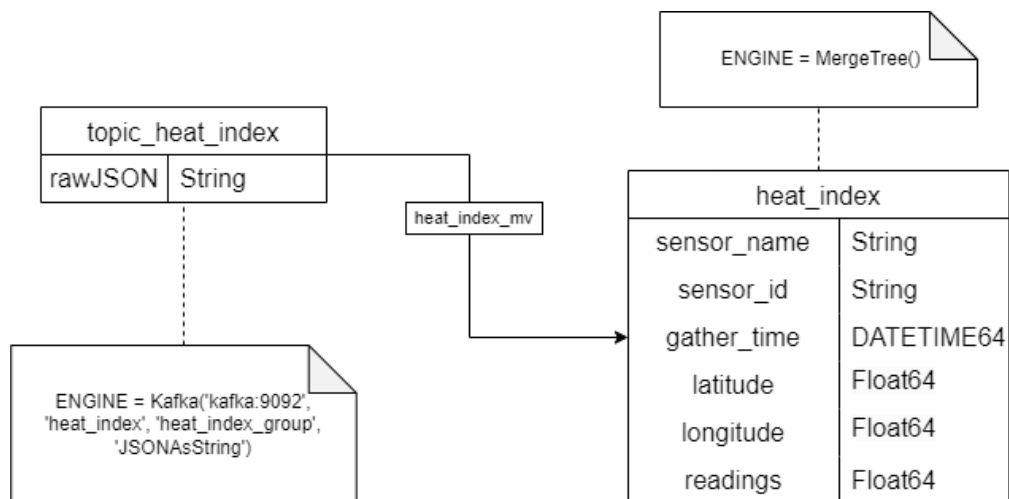 ENGINE = MergeTree()
topic_heat_index
rawJSON String
heat_index_mv
heat_index
sensor_name String
sensor_id String
gather_time DATETIME64
latitude Float64
longitude Float64
readings Float64
ENGINE = Kafka('kafka:9092',
'heat_index', 'heat_index_group',
'JSONAsString')